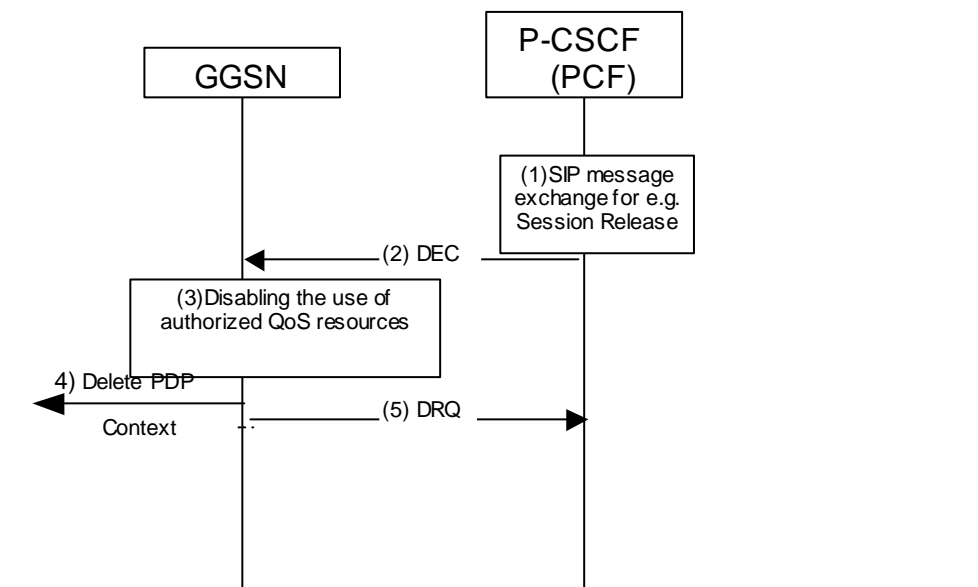 P-CSCF
(PCF)
GGSN
(1)SIP message
exchange for e.g.
Session Release
(2) DEC
(3)Disabling the use of
authorized QoS resources
4) Delete PDP
Context
(5) DRQ